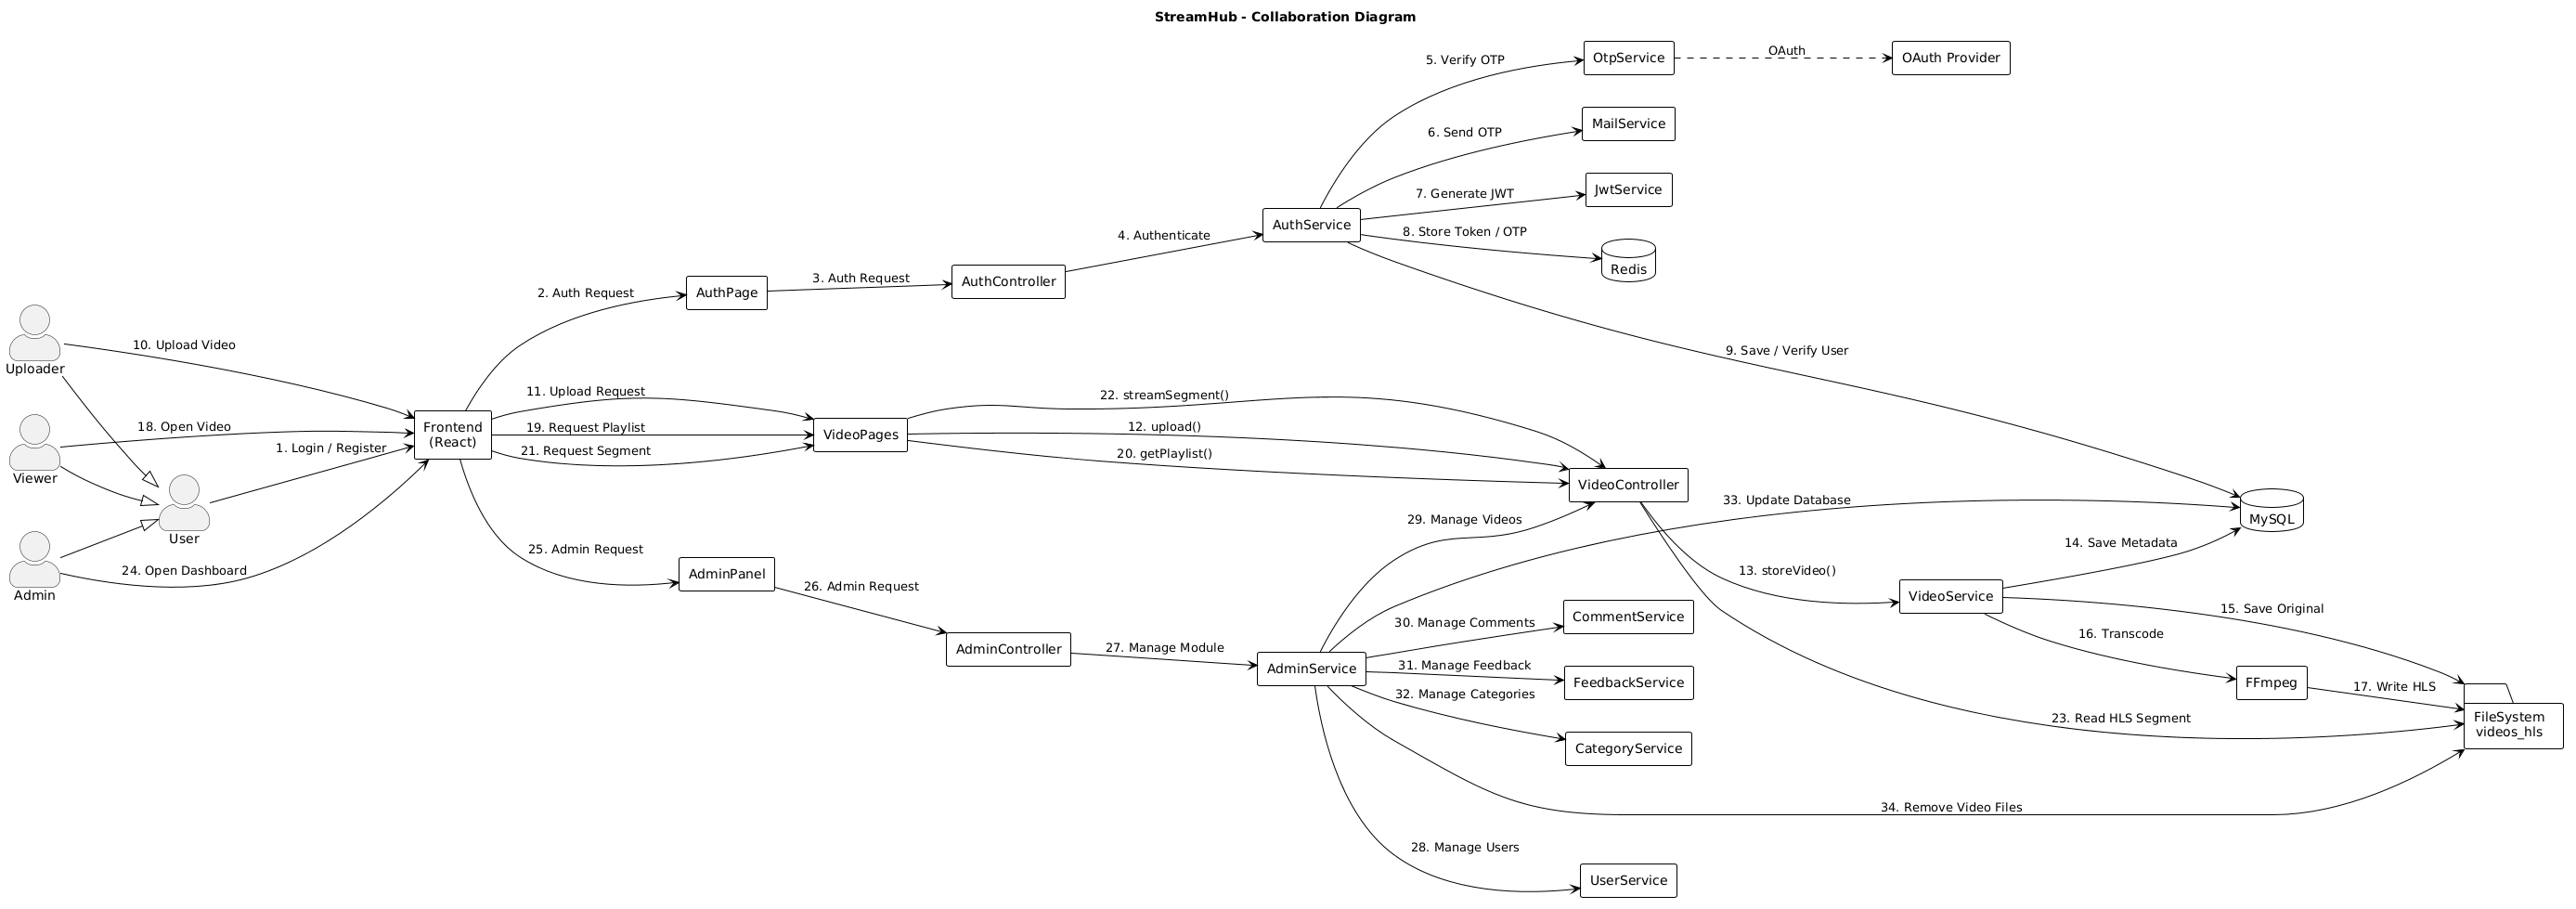 StreamHub - Collaboration Diagram
5. Verify OTP
OtpService
OAuth
OAuth Provider
6. Send OTP
MailService
7. Generate JWT
JwtService
AuthService
8. Store Token / OTP
Redis
4. Authenticate
AuthController
3. Auth Request
AuthPage
2. Auth Request
9. Save / Verify User
Uploader
10. Upload Video
Viewer
18. Open Video
1. Login / Register
User
Admin
24. Open Dashboard
Frontend
(React)
11. Upload Request
19. Request Playlist
21. Request Segment
VideoPages
22. streamSegment()
12. upload()
20. getPlaylist()
VideoController
29. Manage Videos
33. Update Database
MySQL
14. Save Metadata
13. storeVideo()
VideoService
15. Save Original
16. Transcode
FFmpeg
17. Write HLS
FileSystem
videos_hls
23. Read HLS Segment
25. Admin Request
AdminPanel
26. Admin Request
AdminController
27. Manage Module
AdminService
30. Manage Comments
CommentService
31. Manage Feedback
FeedbackService
32. Manage Categories
CategoryService
34. Remove Video Files
28. Manage Users
UserService